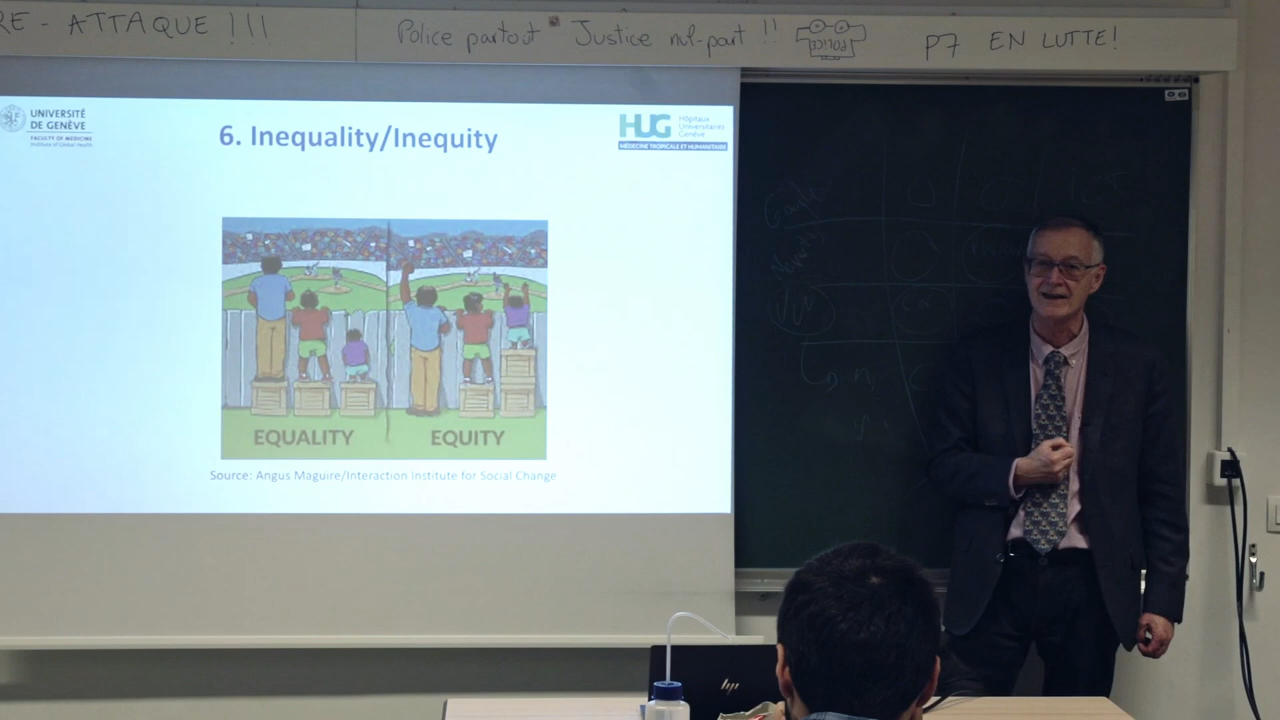 RE - ATTAQUE !!!
Police partout Justice nul-part !!
POLICE
P7 EN LUTTE!
UNIVERSITÉ
DE GENÈVE
FACULTY OF MEDICINE
Institute of Global Health
6. Inequality/Inequity
HUG
Hôpitaux
Universitaires
Genève
MÉDECINE TROPICALE ET HUMANITAIRE
EQUALITY
EQUITY
Source: Angus Maguire/Interaction Institute for Social Change
hp